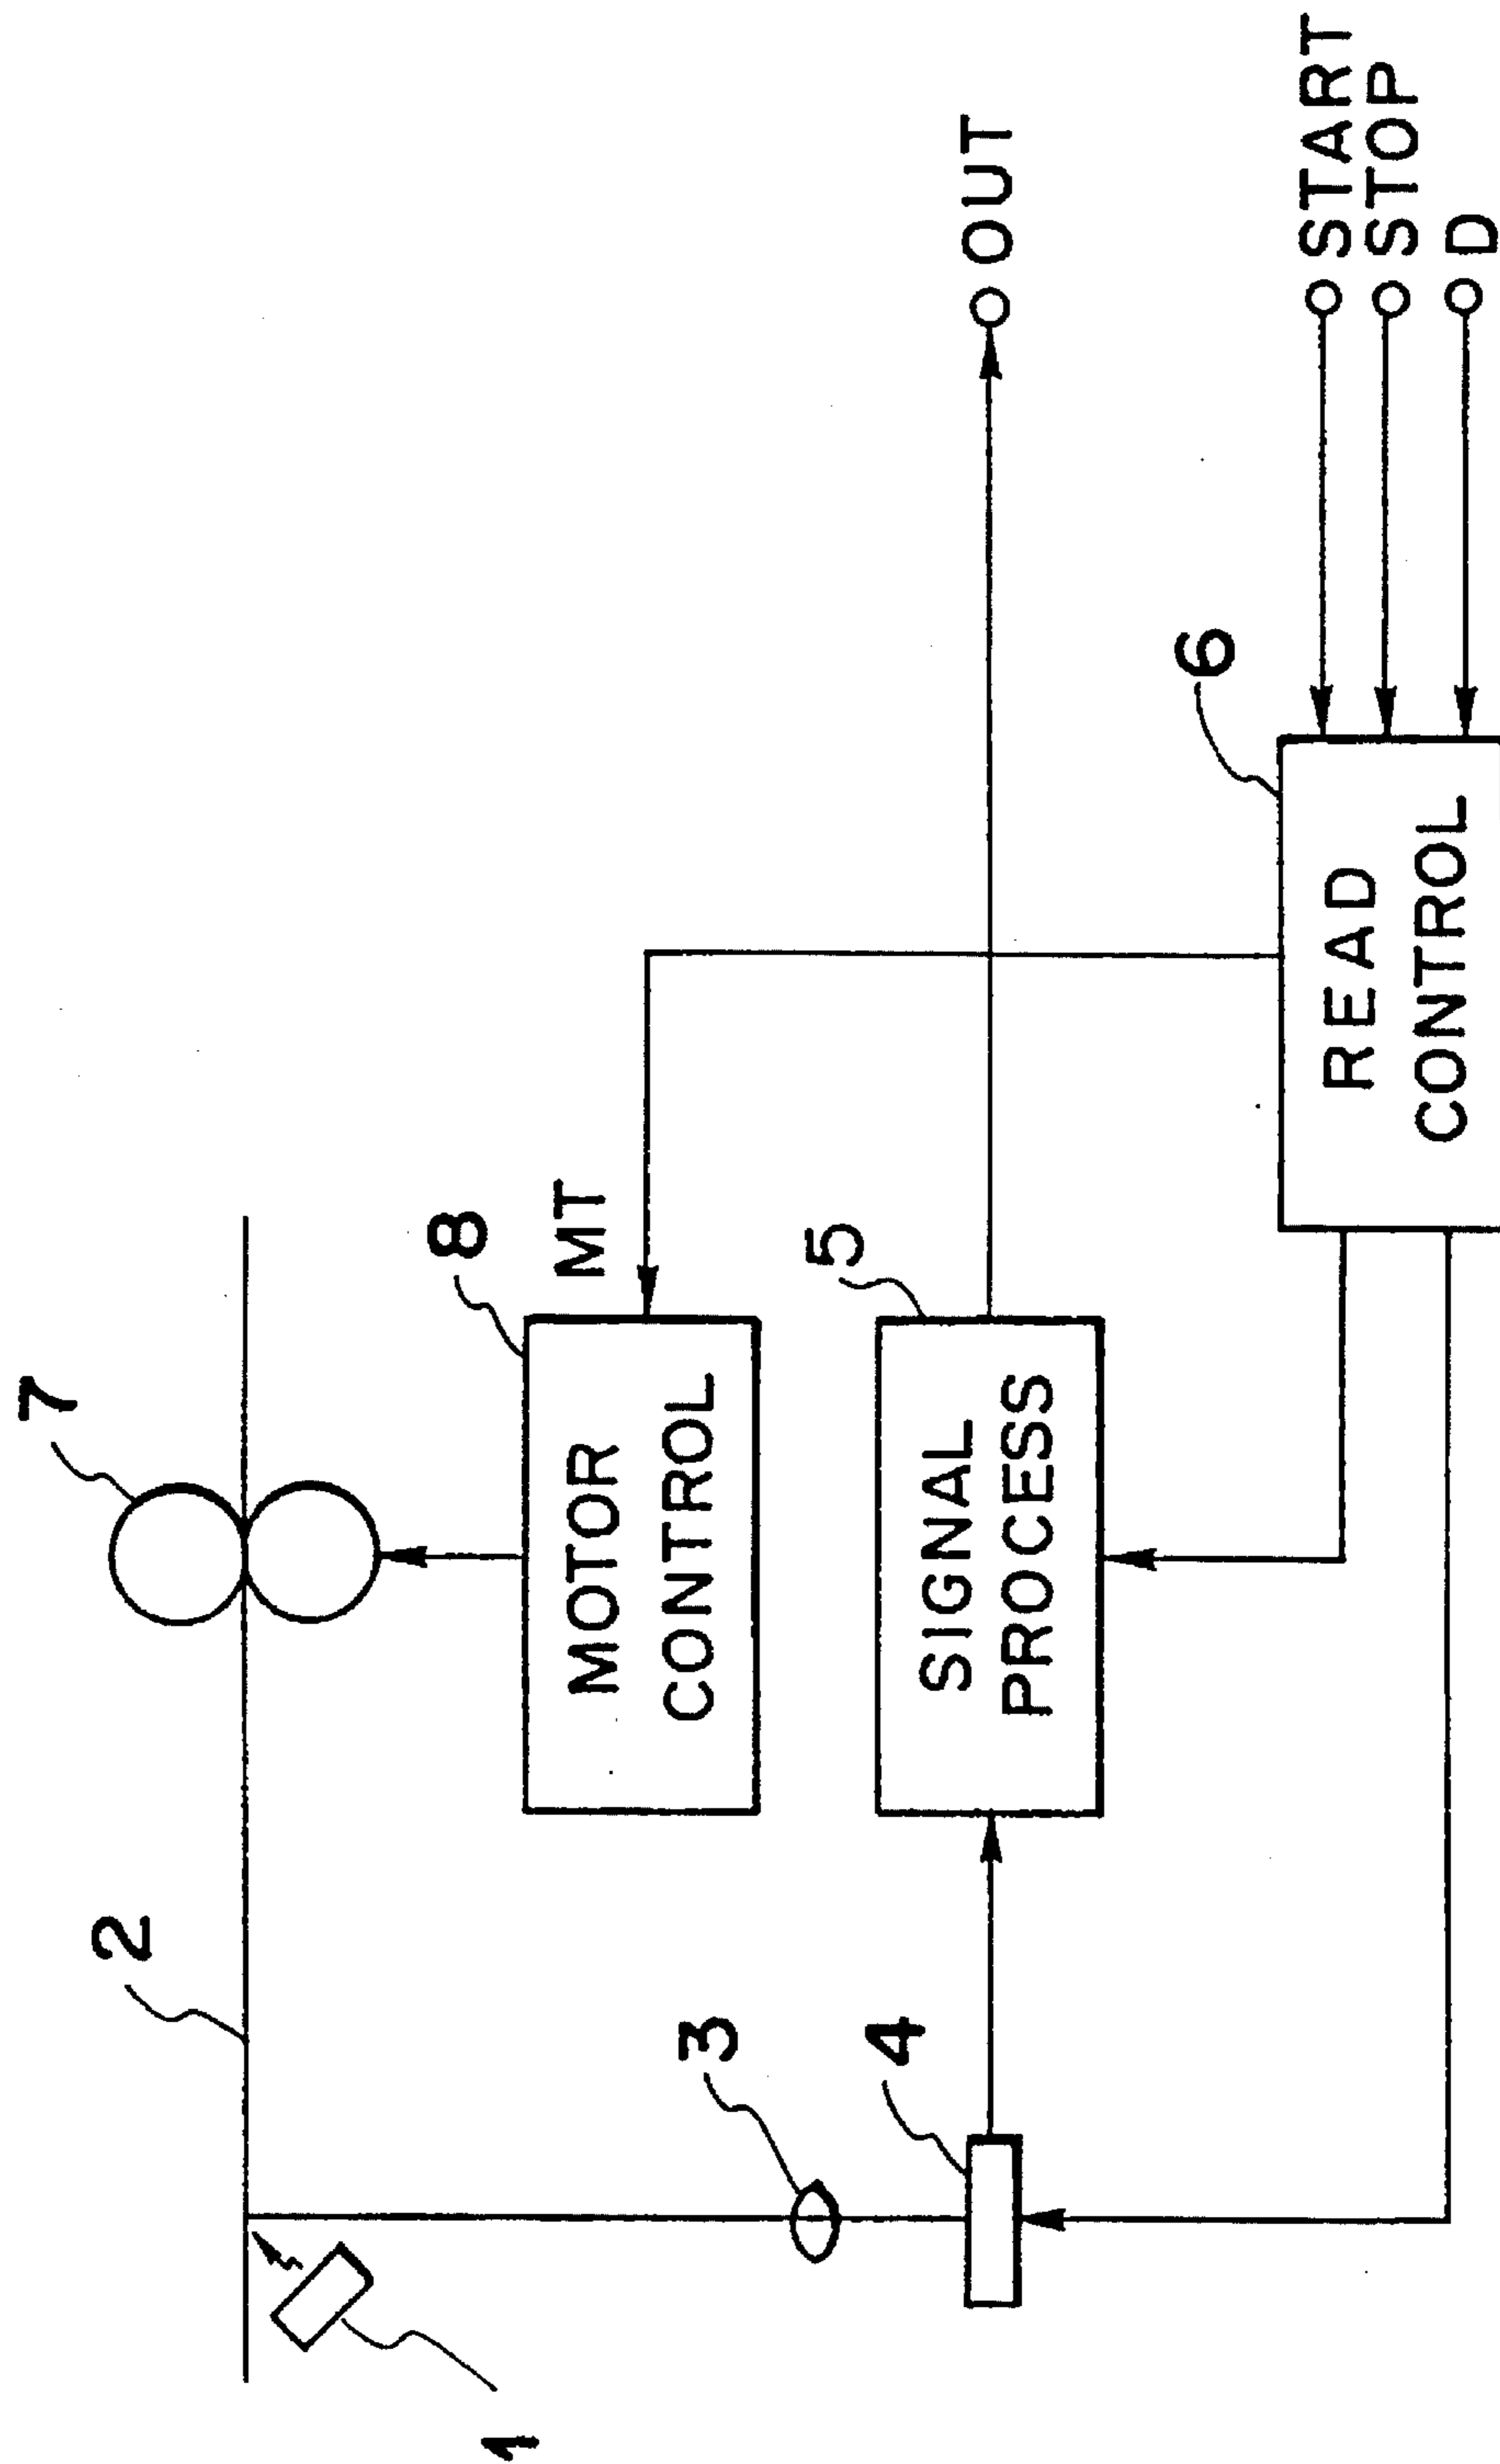 7
2
8
MT
MOTOR
CONTROL
1
3
4
5
SIGNAL
PROCESS
OUT
6
READ
CONTROL
START
STOP
D